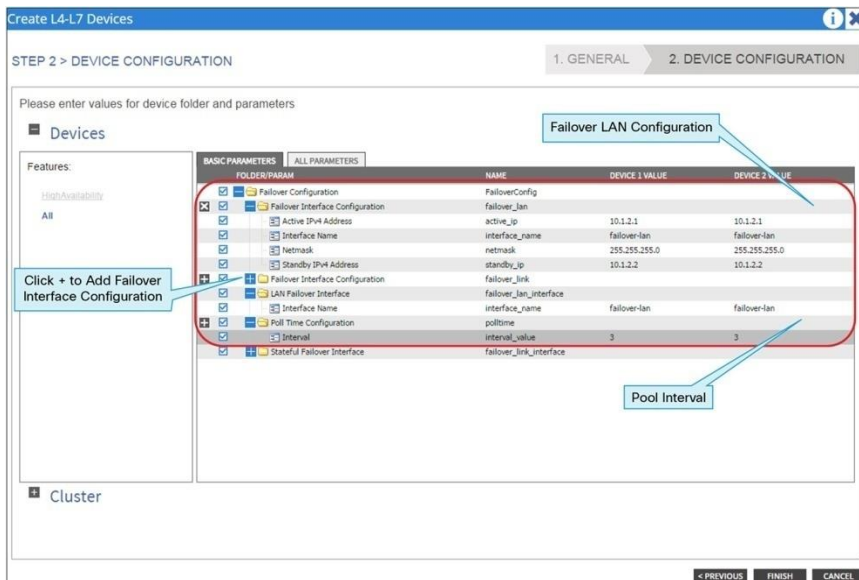 Create L4-L7 Devices
STEP 2 > DEVICE CONFIGURATION
1. GENERAL
2. DEVICE CONFIGURATION
Please enter values for device folder and parameters
Devices
Failover LAN Configuration
Features:
HighAvailability
All
BASIC PARAMETERS ALL PARAMETERS
FOLDER/PARAM NAME DEVICE 1 VALUE DEVICE 2 VALUE
Failover Configuration FailoverConfig
Failover Interface Configuration failover_lan
Active IPv4 Address active_ip 10.1.2.1 10.1.2.1
Interface Name interface_name failover-lan failover-lan
Netmask netmask 255.255.255.0 255.255.255.0
Standby IPv4 Address standby_ip 10.1.2.2 10.1.2.2
Failover Interface Configuration failover_link
LAN Failover Interface failover_lan_interface
Interface Name interface_name failover-lan failover-lan
Poll Time Configuration polltime
Interval interval_value 3 3
Stateful Failover Interface failover_link_interface
Click + to Add Failover
Interface Configuration
Pool Interval
Cluster
< PREVIOUS FINISH CANCEL